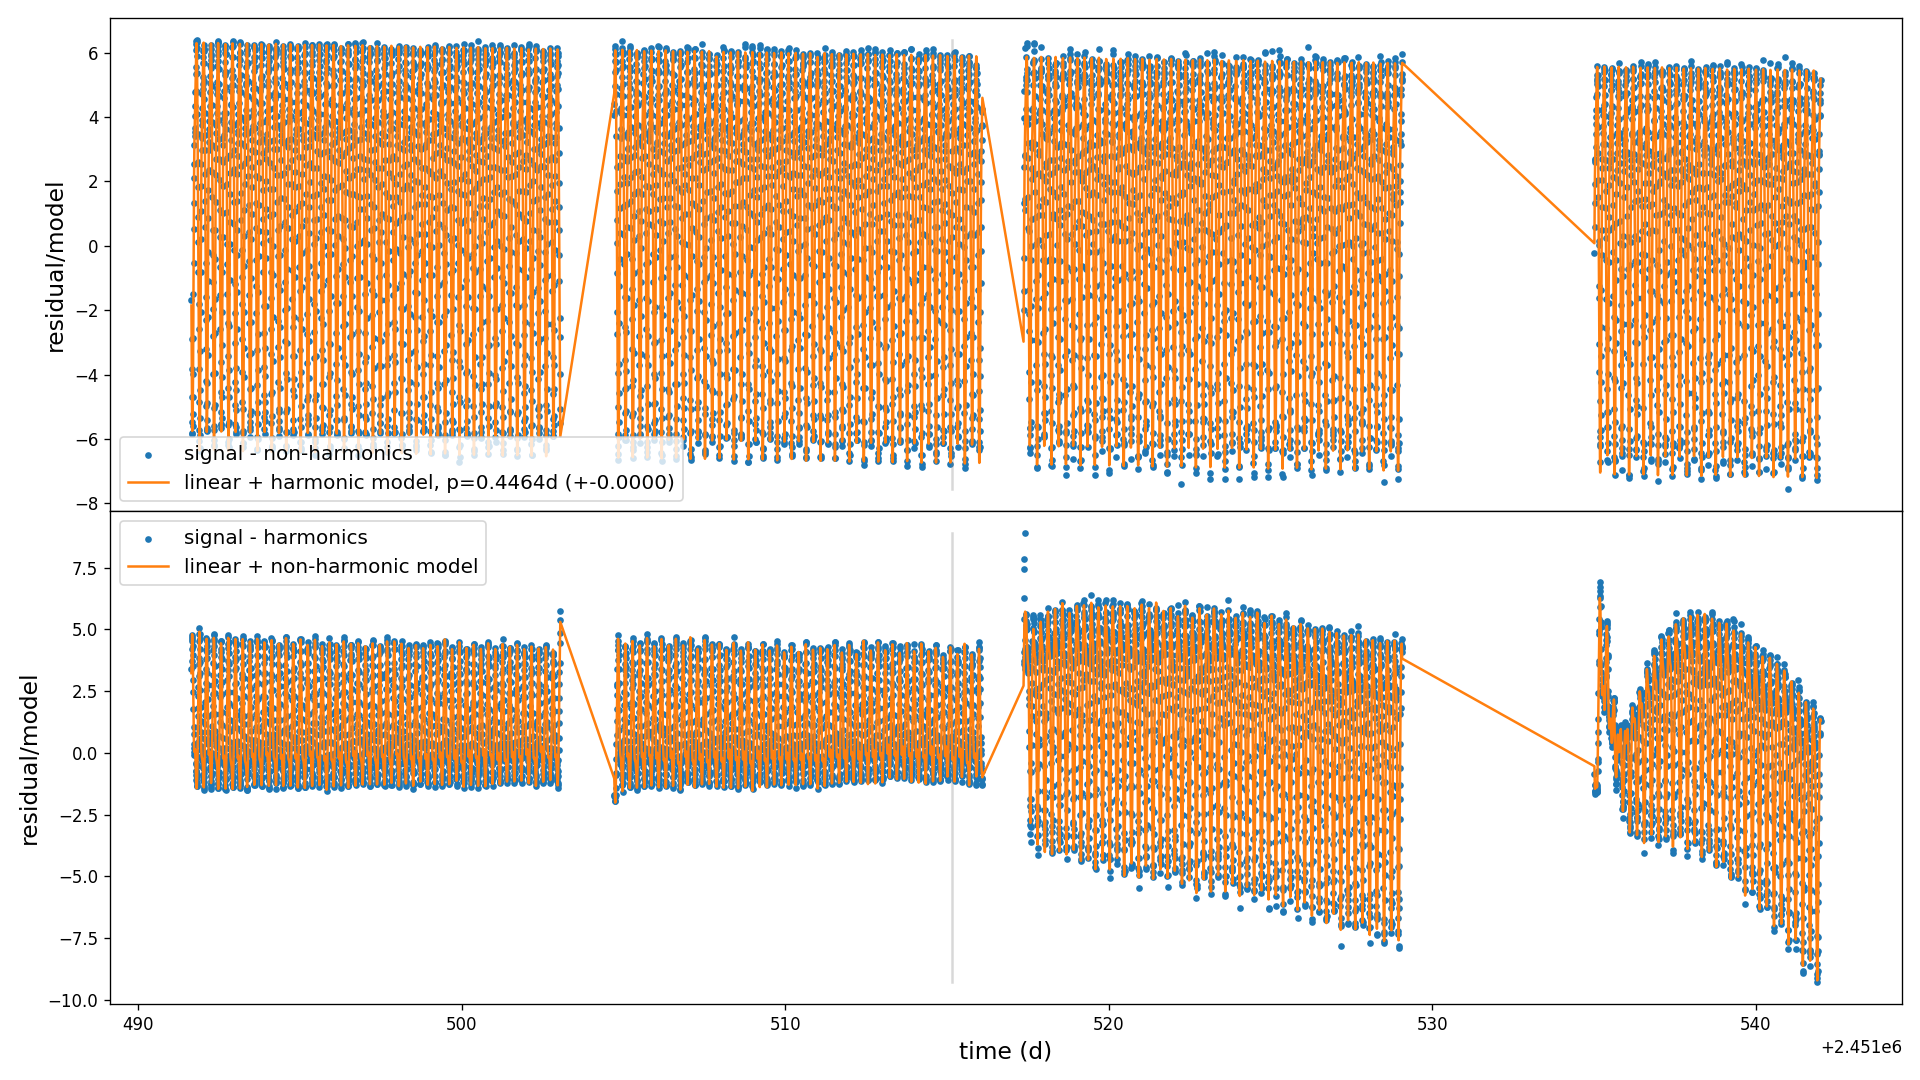 6
4
2
0
−2
−4
−6
−8
residual/model
signal - non-harmonics
linear + harmonic model, p=0.4464d (+-0.0000)
signal - harmonics
linear + non-harmonic model
7.5
5.0
2.5
0.0
−2.5
−5.0
−7.5
−10.0
residual/model
490 500 510 520 530 540
+2.451e6
time (d)